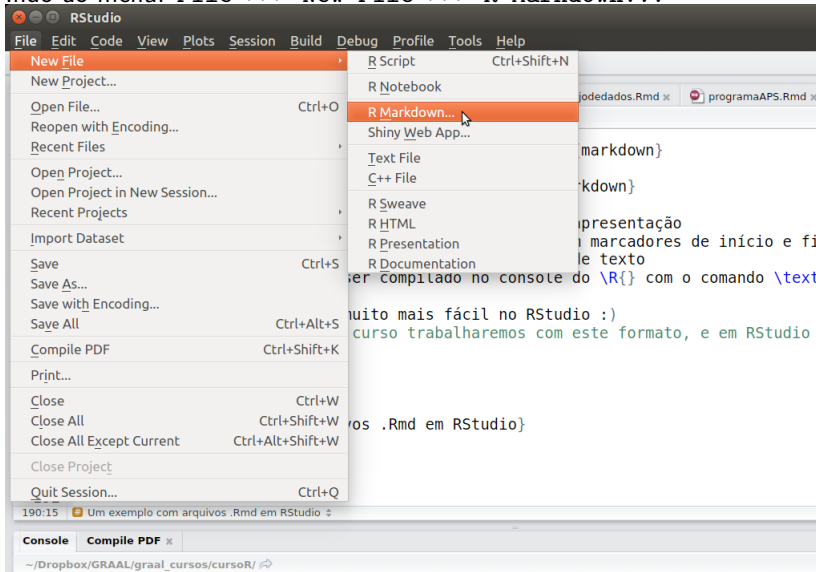 RStudio
File Edit Code View Plots Session Build Debug Profile Tools Help
New File
New Project...
Open File... Ctrl+O
Reopen with Encoding...
Recent Files
Open Project...
Open Project in New Session...
Recent Projects
Import Dataset
Save Ctrl+S
Save As...
Save with Encoding...
Save All Ctrl+Alt+S
Compile PDF Ctrl+Shift+K
Print...
Close Ctrl+W
Close All Ctrl+Shift+W
Close All Except Current Ctrl+Alt+Shift+W
Close Project
Quit Session... Ctrl+Q
R Script Ctrl+Shift+N
R Notebook
R Markdown...
Shiny Web App...
Text File
C++ File
R Sweave
R HTML
R Presentation
R Documentation
jodedados.Rmd programaAPS.Rmd
markdown}
kdown}
apresentação
marcadores de início e fi
de texto
ser compilado no console do \R{} com o comando \text
muito mais fácil no RStudio :)
curso trabalharemos com este formato, e em RStudio
vos .Rmd em RStudio}
190:15 Um exemplo com arquivos .Rmd em RStudio
Console Compile PDF
~/Dropbox/GRAAL/graal_cursos/cursoR/